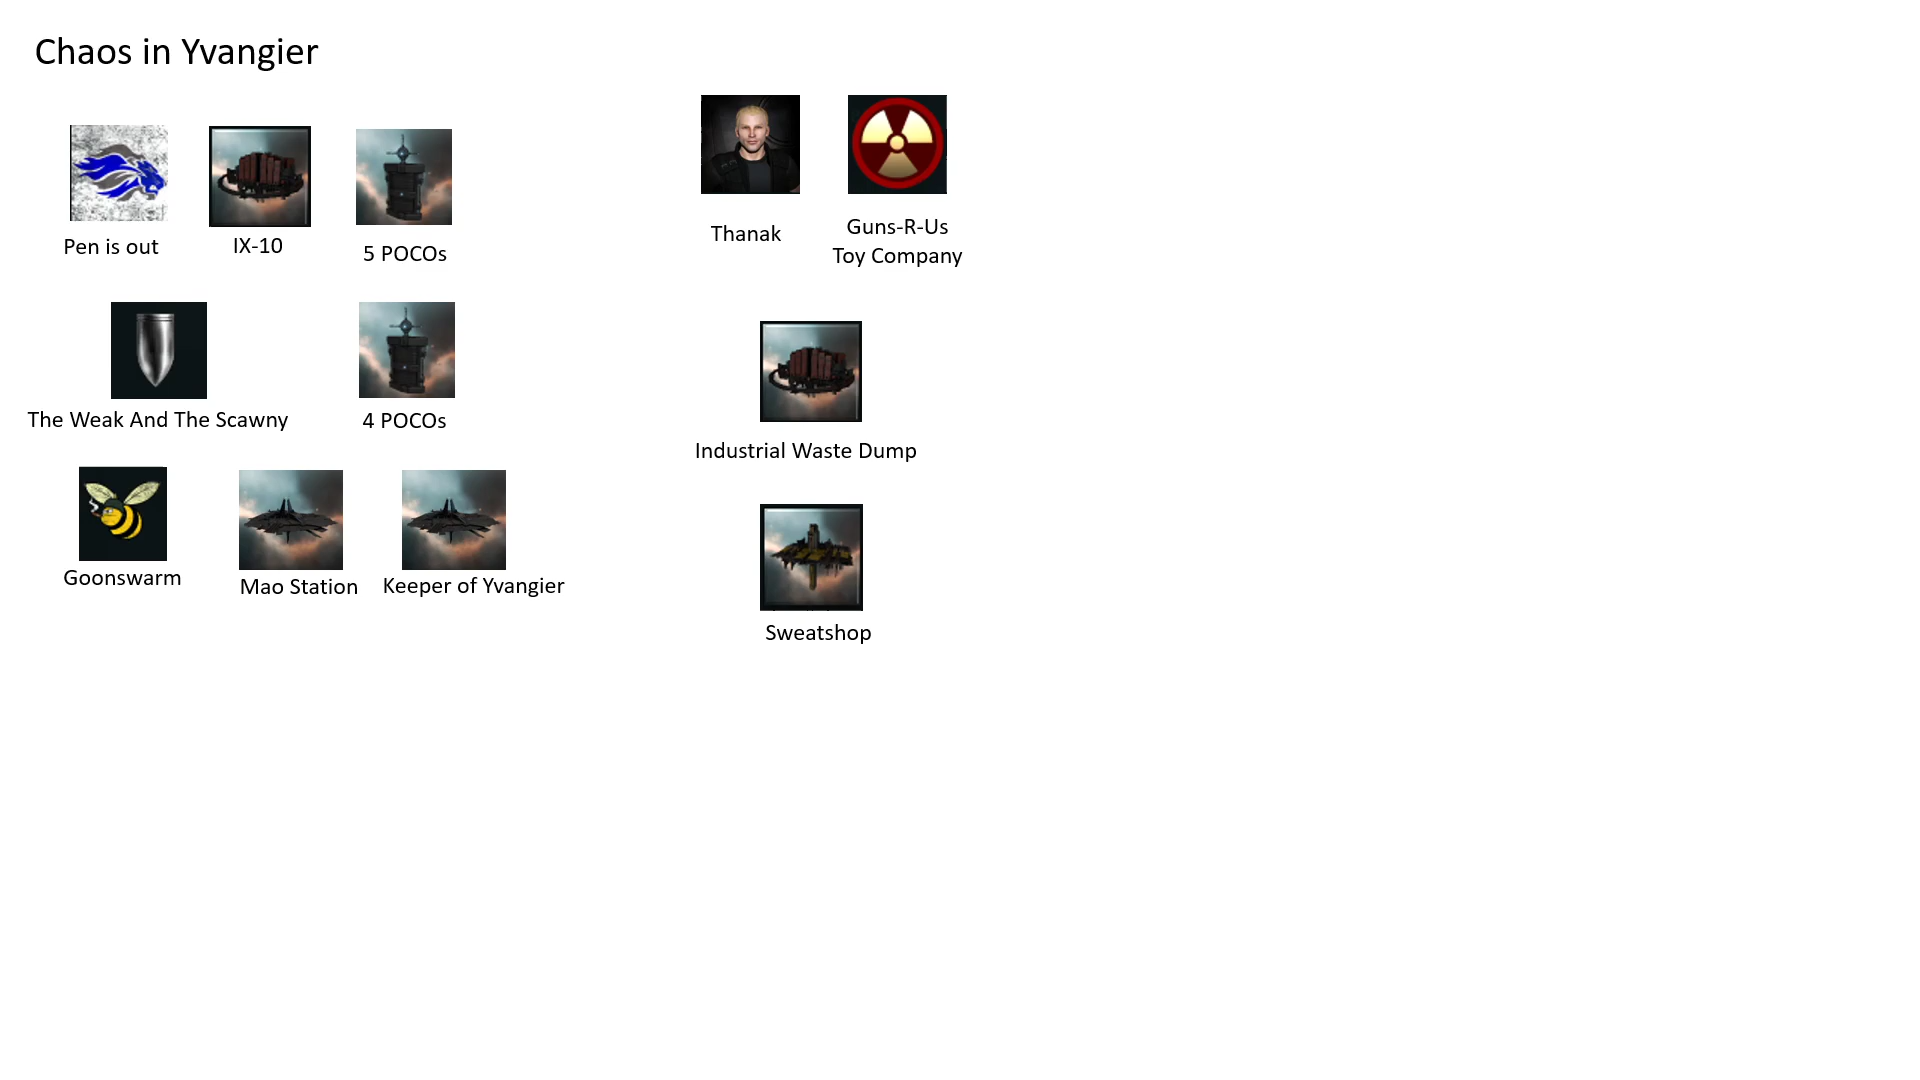 Chaos in Yvangier
Pen is out
IX-10
5 POCOs
The Weak And The Scawny
4 POCOs
Goonswarm
Mao Station
Keeper of Yvangier
Thanak
Guns-R-Us
Toy Company
Industrial Waste Dump
Sweatshop